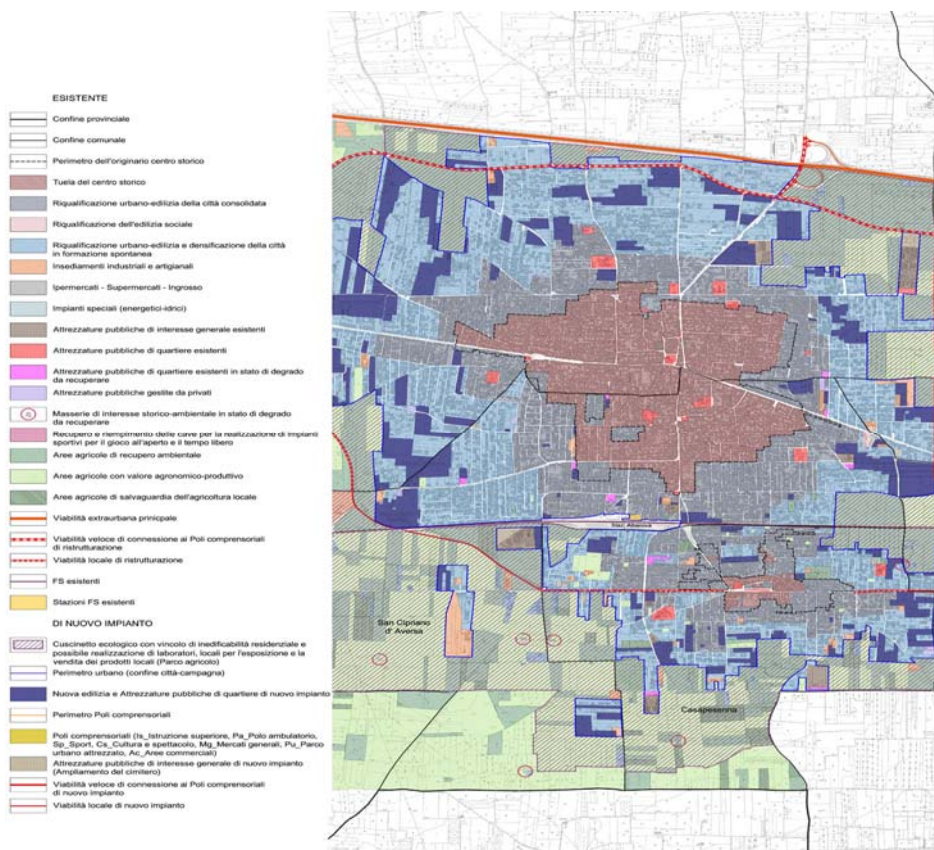 ESISTENTE
Confine provinciale
Confine comunale
Perimetro dell'originario centro storico
Tuela del centro storico
Riqualificazione urbano-edilizia della città consolidata
Riqualificazione dell'edilizia sociale
Riqualificazione urbano-edilizia e densificazione della città
in formazione spontanea
Insediamenti industriali e artigianali
Ipermercati - Supermercati - Ingrosso
Impianti speciali (energetici-idrici)
Attrezzature pubbliche di interesse generale esistenti
Attrezzature pubbliche di quartiere esistenti
Attrezzature pubbliche di quartiere esistenti in stato di degrado
da recuperare
Attrezzature pubbliche gestite da privati
Masserie di interesse storico-ambientale in stato di degrado
da recuperare
Recupero e riempimento delle cave per la realizzazione di impianti
sportivi per il gioco all'aperto e il tempo libero
Aree agricole di recupero ambientale
Aree agricole con valore agronomico-produttivo
Aree agricole di salvaguardia dell'agricoltura locale
Viabilità extraurbana prinicpale
Viabilità veloce di connessione ai Poli comprensoriali
di ristrutturazione
Viabilità locale di ristrutturazione
FS esistenti
Stazioni FS esistenti
DI NUOVO IMPIANTO
Cuscinetto ecologico con vincolo di inedificabilità residenziale e
possibile realizzazione di laboratori, locali per l'esposizione e la
vendita dei prodotti locali (Parco agricolo)
Perimetro urbano (confine città-campagna)
Nuova edilizia e Attrezzature pubbliche di quartiere di nuovo impianto
Perimetro Poli comprensoriali
Poli comprensoriali (Is_Istruzione superiore, Pa_Polo ambulatorio,
Sp_Sport, Cs_Cultura e spettacolo, Mg_Mercati generali, Pu_Parco
urbano attrezzato, Ac_Aree commerciali)
Attrezzature pubbliche di interesse generale di nuovo impianto
(Ampliamento del cimitero)
Viabilità veloce di connessione ai Poli comprensoriali
di nuovo impianto
Viabilità locale di nuovo impianto
San Cipriano
d' Aversa
Casapesenna